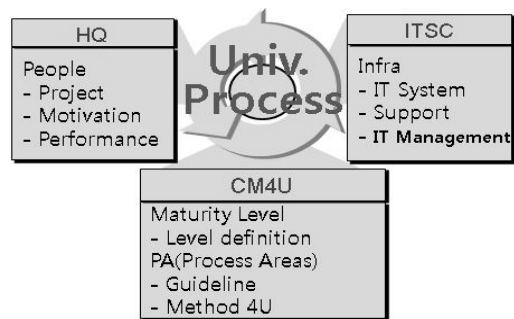 HQ
People
- Project
- Motivation
- Performance
Univ.
Process
ITSC
Infra
- IT System
- Support
- IT Management
CM4U
Maturity Level
- Level definition
PA(Process Areas)
- Guideline
- Method 4U